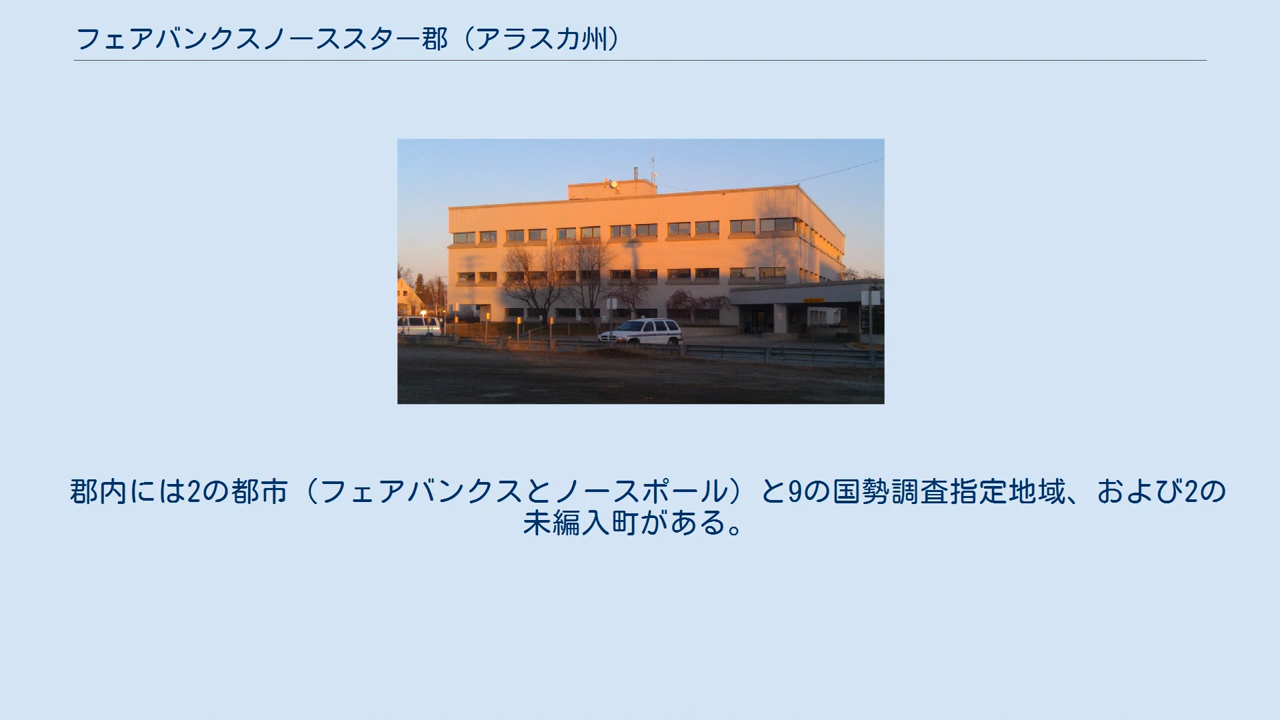 フェアバンクスノーススター郡（アラスカ州）
郡内には2の都市（フェアバンクスとノースポール）と9の国勢調査指定地域、および2の
未編入町がある。